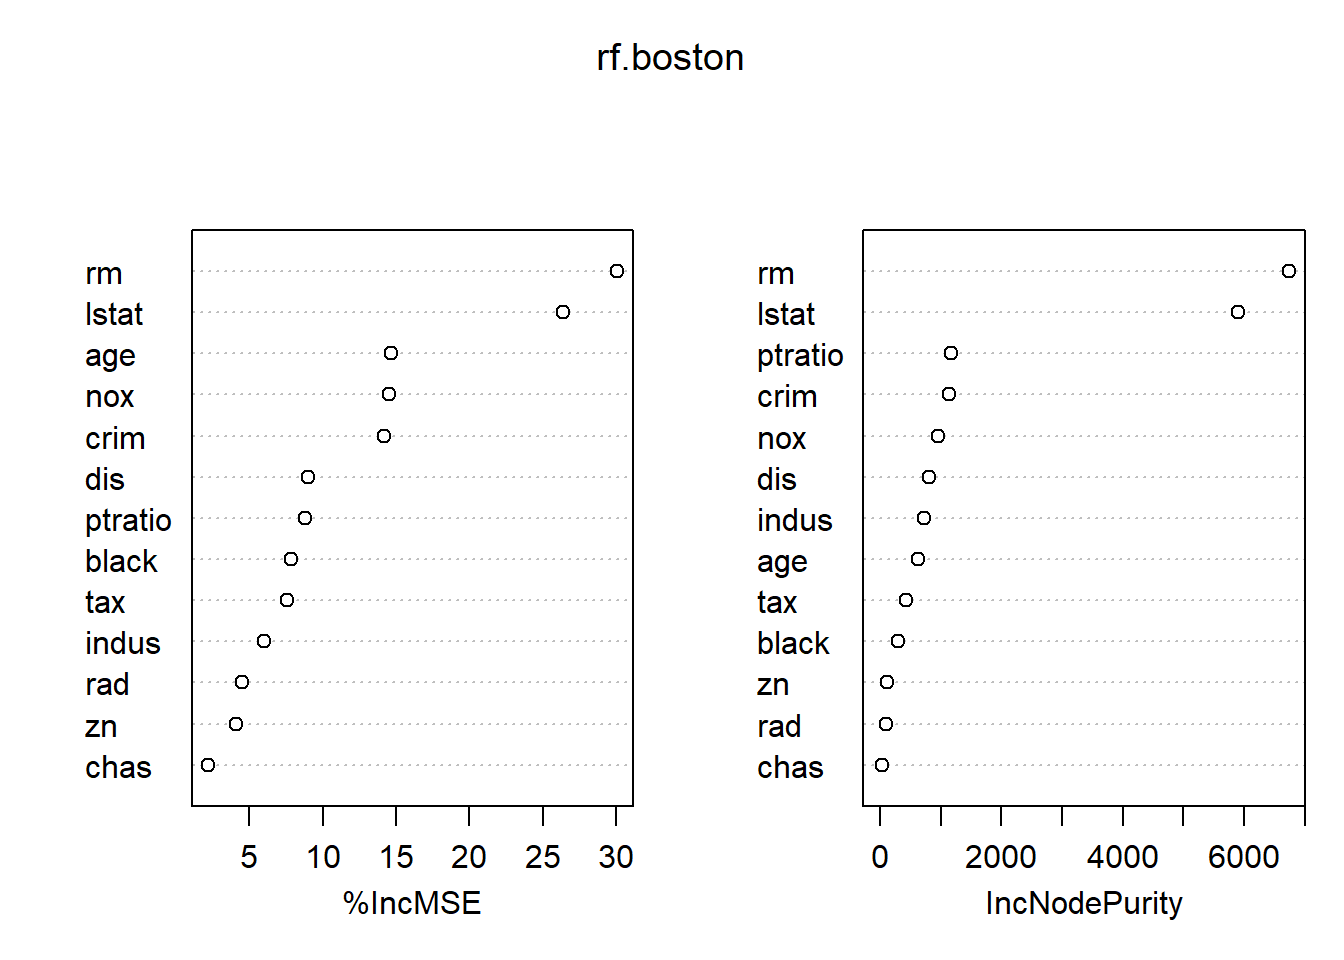 rf.boston
rm
lstat
age
nox
crim
dis
ptratio
black
tax
indus
rad
zn
chas
5 10 15 20 25 30
%IncMSE
rm
lstat
ptratio
crim
nox
dis
indus
age
tax
black
zn
rad
chas
0 2000 4000 6000
IncNodePurity